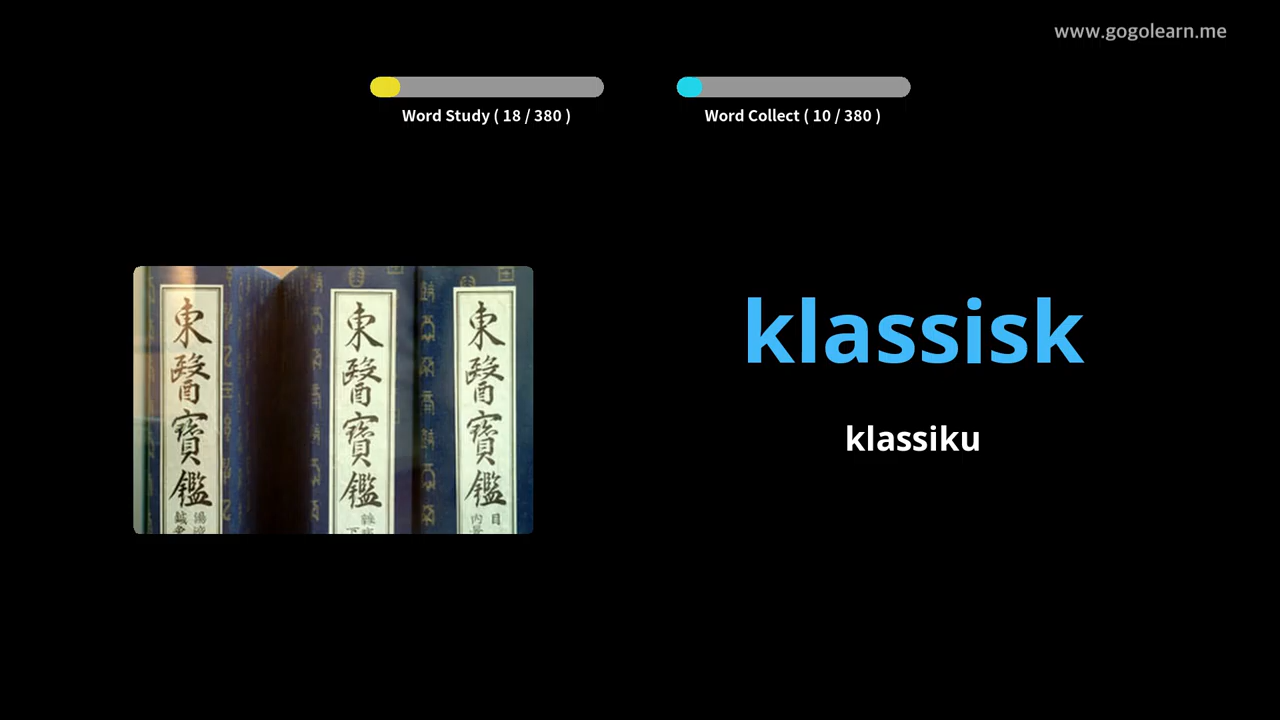 www.gogolearn.me
Word Study ( 18 / 380 )
Word Collect ( 10 / 380 )
東醫寶鑑
東醫寶鑑
東醫寶鑑
klassisk
klassiku